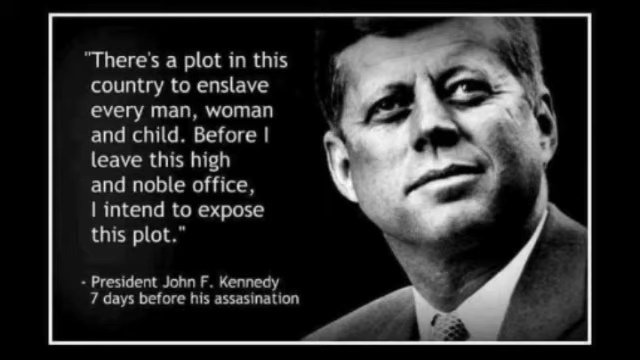 "There's a plot in this
country to enslave
every man, woman
and child. Before I
leave this high
and noble office,
I intend to expose
this plot."
- President John F. Kennedy
7 days before his assasination